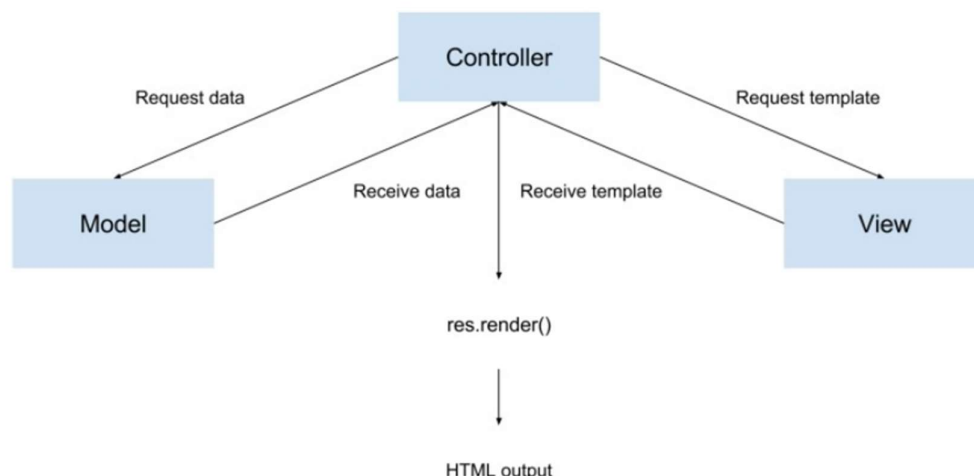 Controller
Request data
Request template
Receive data
Receive template
Model
View
res.render()
HTML output